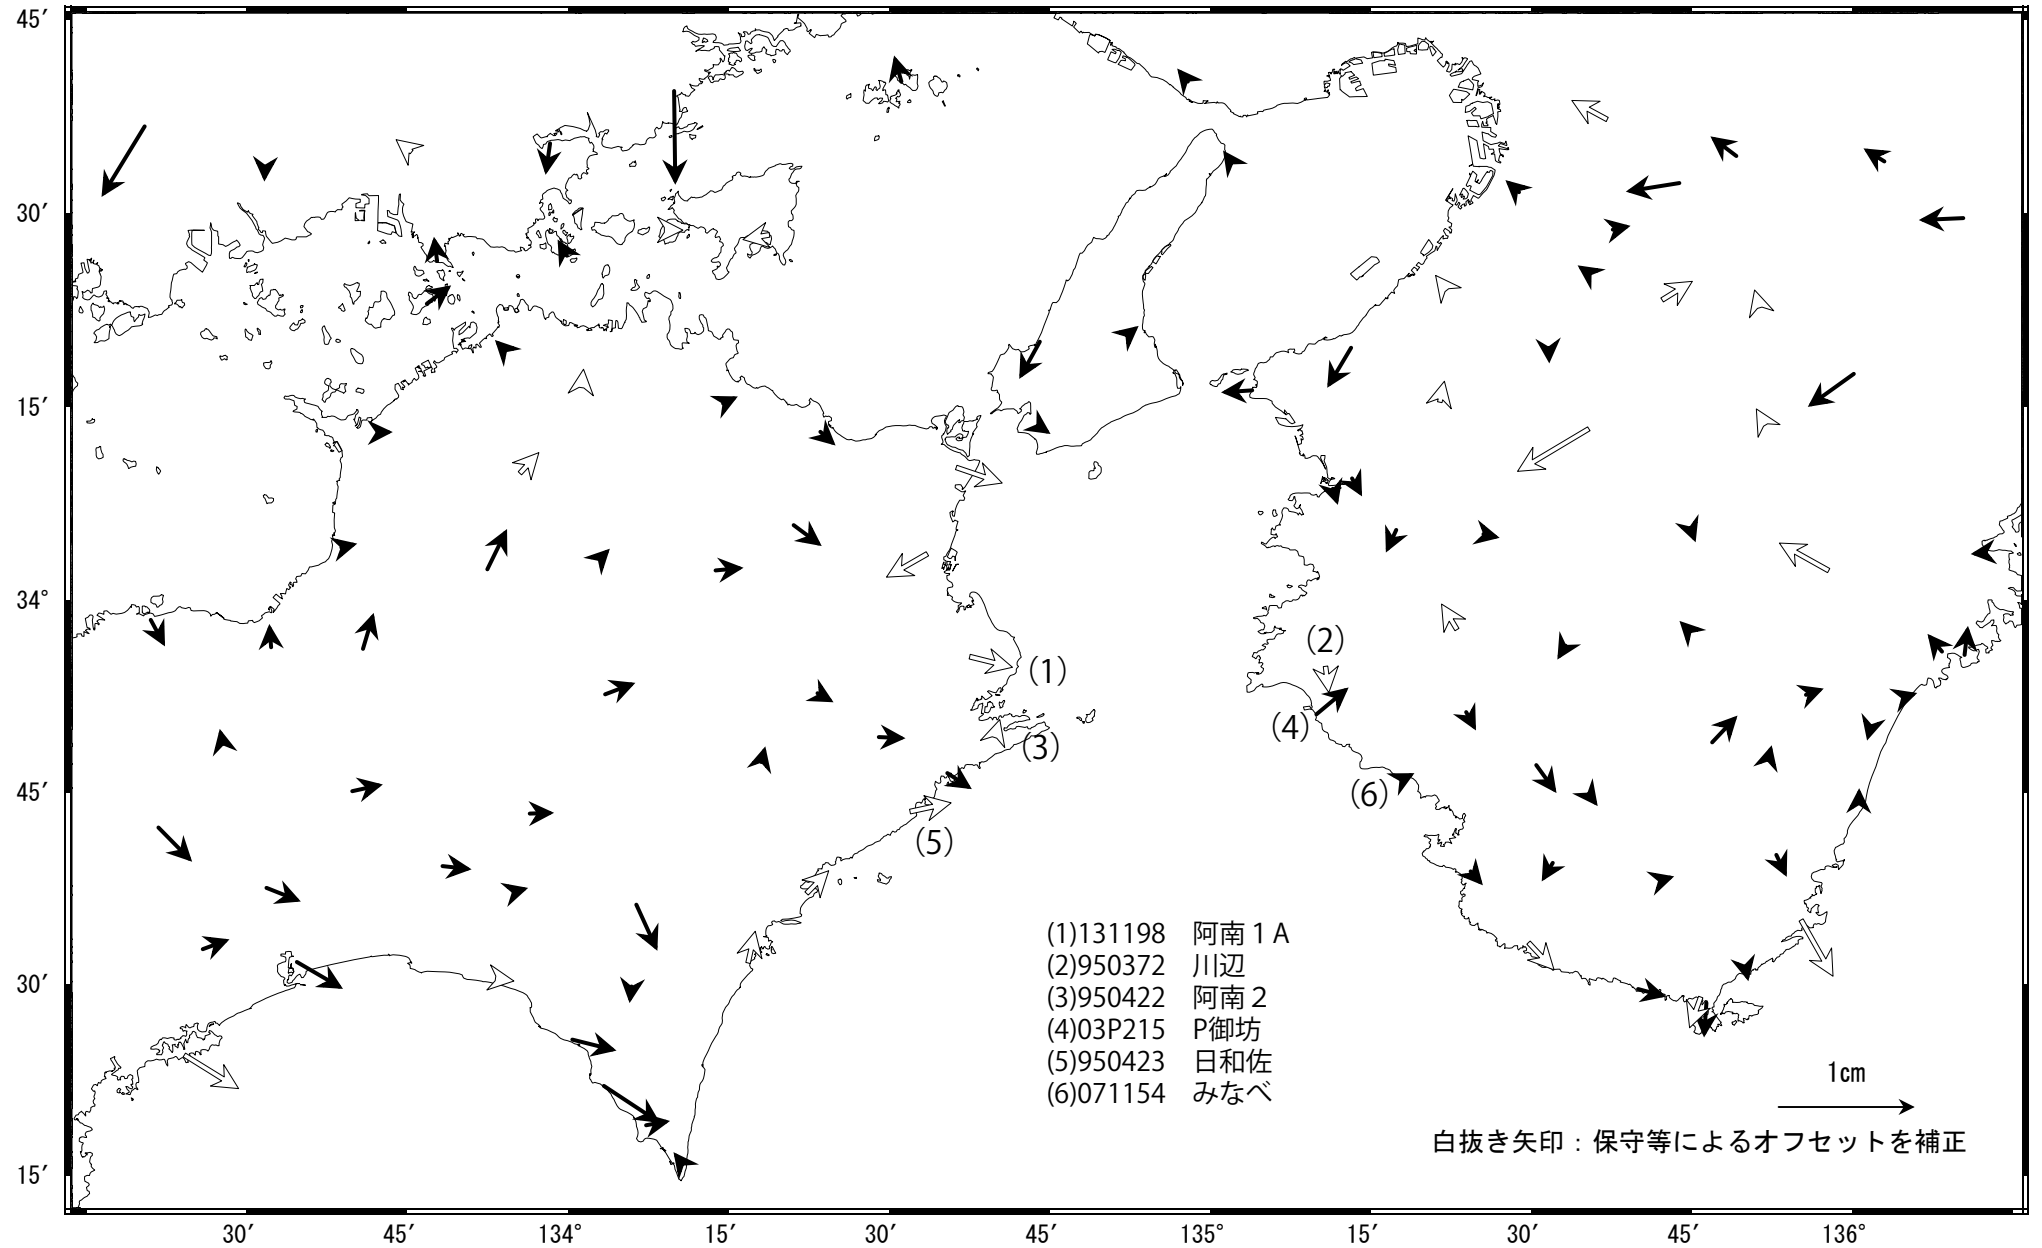 45′
30′
15′
34°
45′
30′
15′
(1)
(2)
(3)
(4)
(5)
(6)
(1)131198 阿南１A
(2)950372 川辺
(3)950422 阿南２
(4)03P215 P御坊
(5)950423 日和佐
(6)071154 みなべ
1cm
白抜き矢印：保守等によるオフセットを補正
30′ 45′ 134° 15′ 30′ 45′ 135° 15′ 30′ 45′ 136°